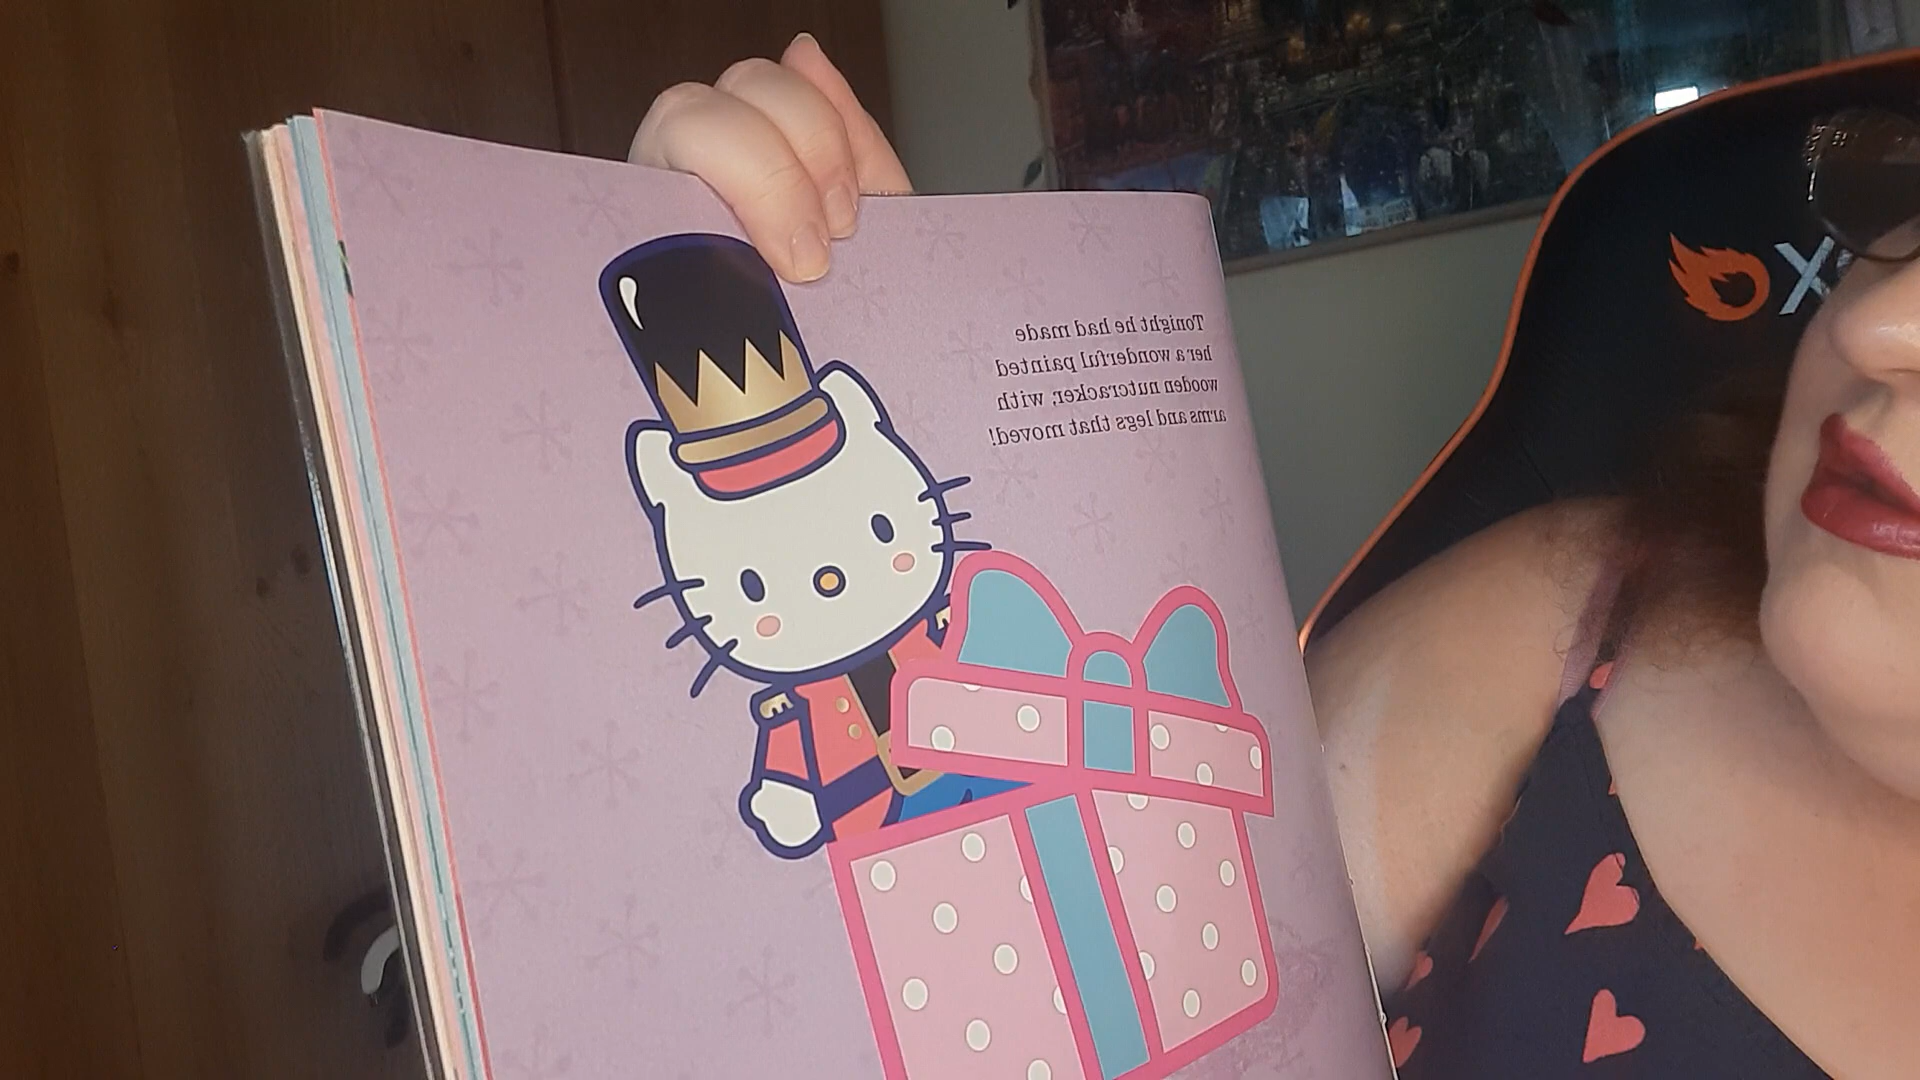 Tonight he had made
her a wonderful painted
wooden nutcracker, with
arms and legs that moved!
X